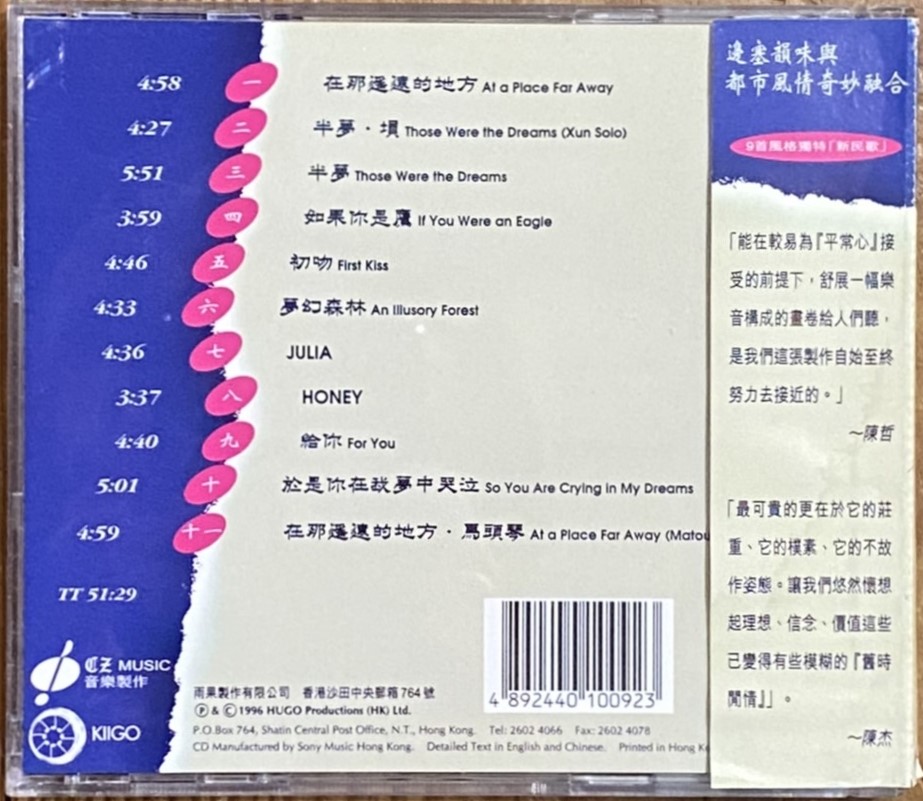 4:58 一 在那遥遠的地方 At a Place Far Away
4:27 二 半夢・塤 Those Were the Dreams (Xun Solo)
5:51 三 半夢 Those Were the Dreams
3:59 四 如果你是鷹 If You Were an Eagle
4:46 五 初吻 First Kiss
4:33 六 夢幻森林 An Illusory Forest
4:36 七 JULIA
3:37 八 HONEY
4:40 九 給你 For You
5:01 十 於是你在我夢中哭泣 So You Are Crying in My Dreams
4:59 十一 在那遥遠的地方・馬頭琴 At a Place Far Away (Matou
TT 51:29
CZ MUSIC
音樂製作
KIIGO
4 892440 100923
雨果製作有限公司 香港沙田中央郵箱 764 號
Ⓟ & © 1996 HUGO Productions (HK) Ltd.
P.O.Box 764, Shatin Central Post Office, N.T., Hong Kong. Tel: 2602 4066 Fax: 2602 4078
CD Manufactured by Sony Music Hong Kong. Detailed Text in English and Chinese. Printed in Hong K
邊塞韻味與
都市風情奇妙融合
9首風格獨特「新民歌」
「能在較易為『平常心』接
受的前提下，舒展一幅樂
音構成的畫卷給人們聽，
是我們這張製作自始至終
努力去接近的。」
～陳哲
「最可貴的更在於它的莊
重、它的樸素、它的不故
作姿態。讓我們悠然懷想
起理想、信念、價值這些
已變得有些模糊的『舊時
閒情』」。
～陳杰